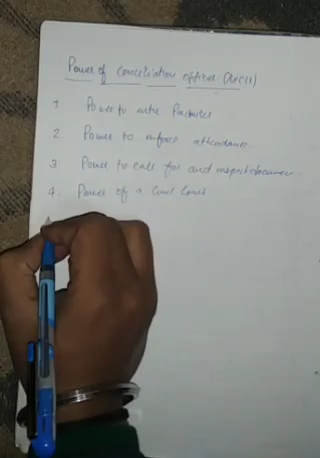 Power of Conciliation officer (Sec 11)
1 Power to enter Premises
2. Power to enforce attendance.
3 Power to call for and inspect documen.
4. Power of a Civil Court